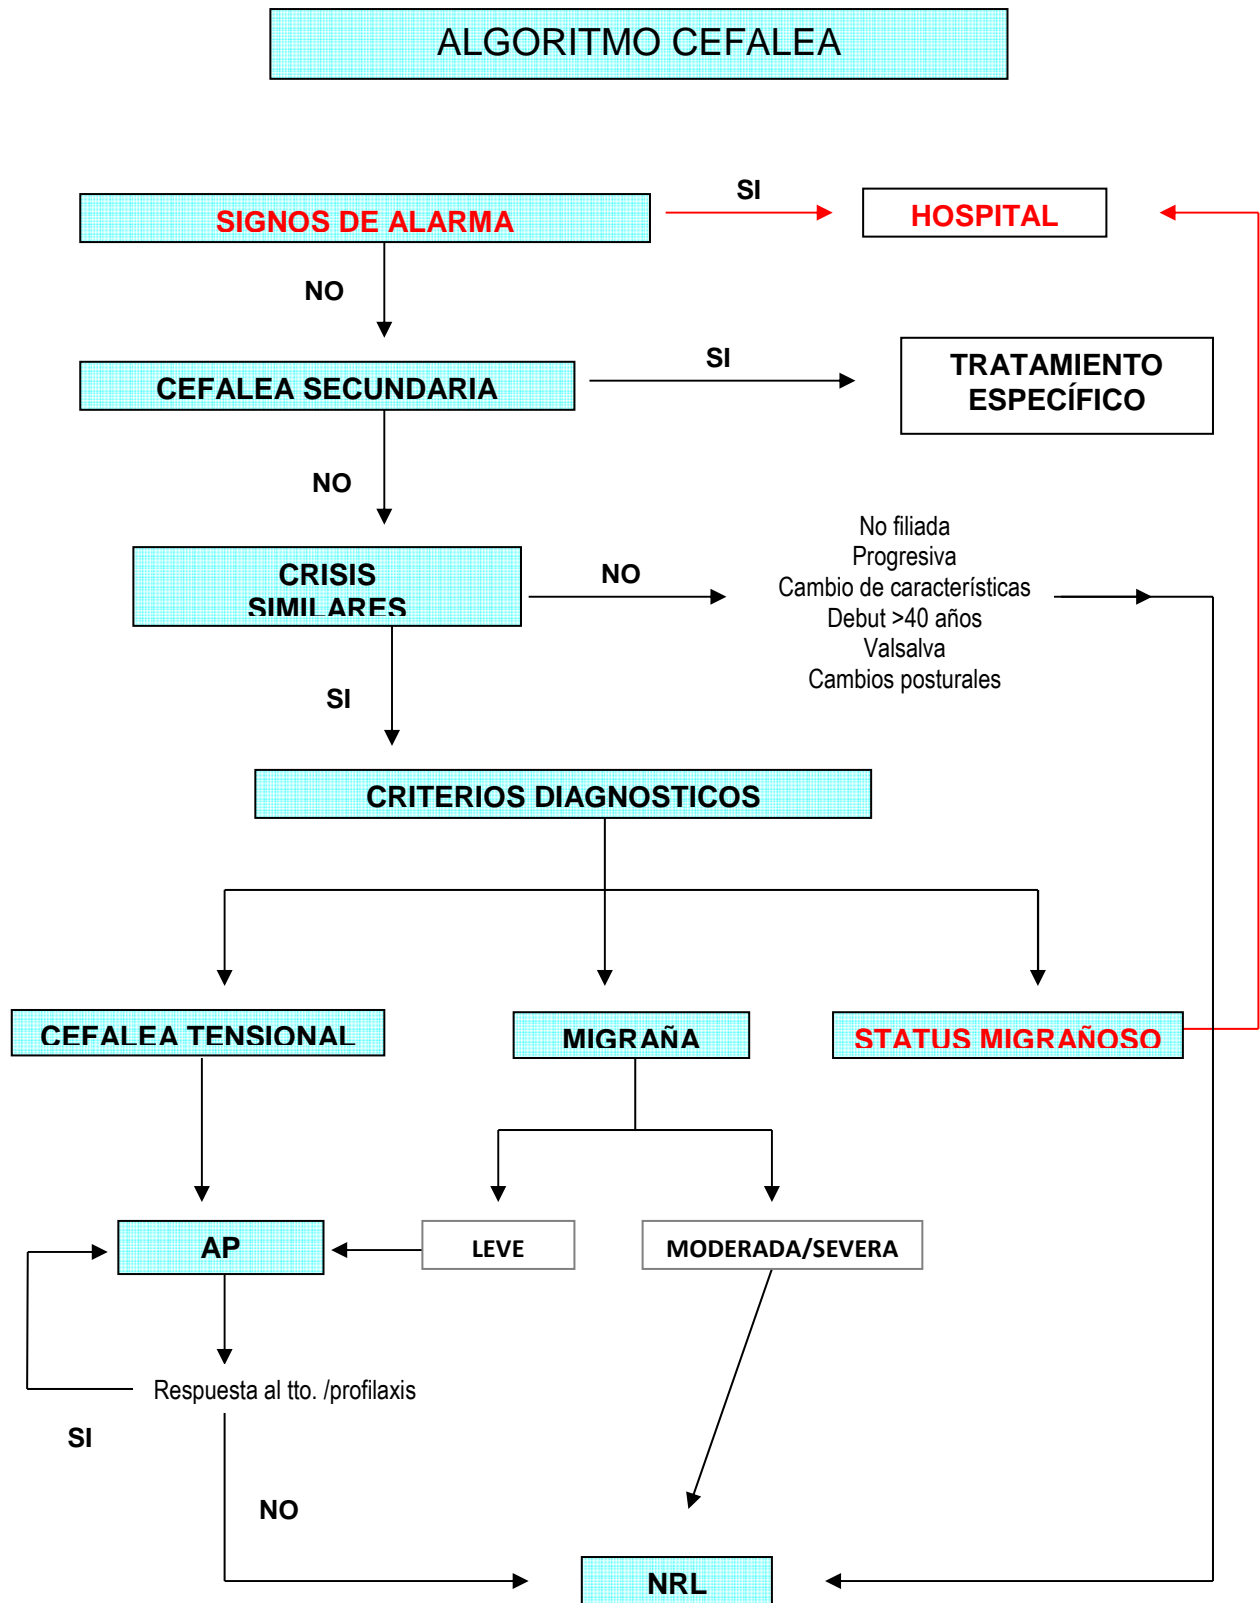 ALGORITMO CEFALEA
SI
SIGNOS DE ALARMA
HOSPITAL
NO
SI
CEFALEA SECUNDARIA
TRATAMIENTO
ESPECÍFICO
NO
CRISIS
SIMILARES
NO
No filiada
Progresiva
Cambio de características
Debut >40 años
Valsalva
Cambios posturales
SI
CRITERIOS DIAGNOSTICOS
CEFALEA TENSIONAL
MIGRAÑA
STATUS MIGRAÑOSO
AP
LEVE
MODERADA/SEVERA
Respuesta al tto. /profilaxis
SI
NO
NRL